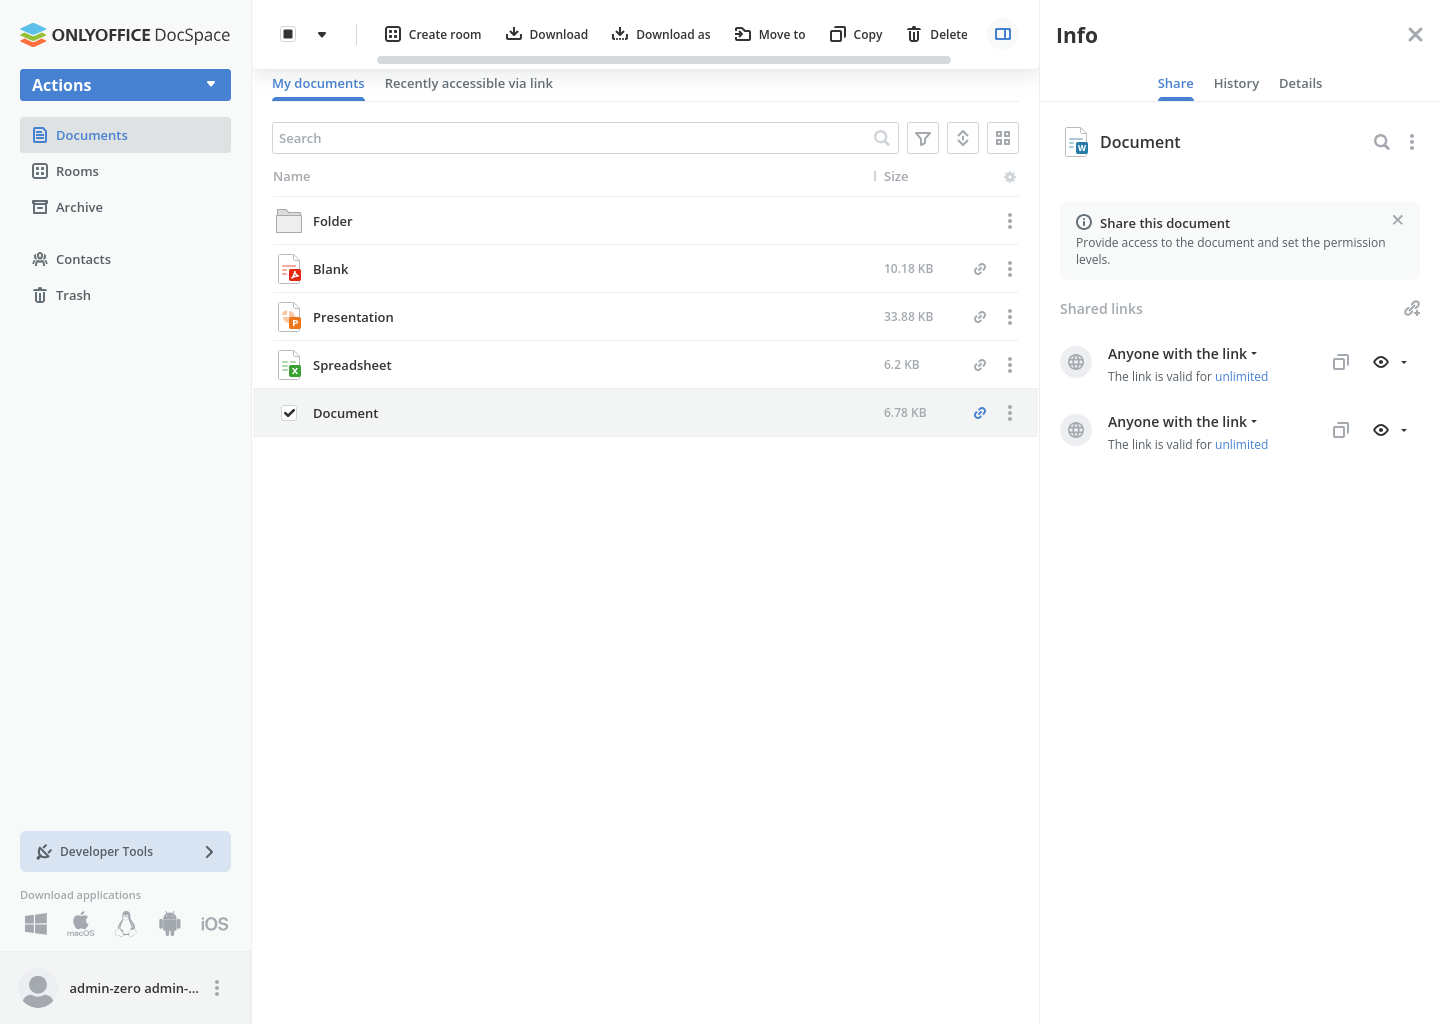 ONLYOFFICE DocSpace
Actions
Documents
Rooms
Archive
Contacts
Trash
Developer Tools
Download applications
macOS
iOS
admin-zero admin-...
Create room
Download
Download as
Move to
Copy
Delete
My documents
Recently accessible via link
Search
Name
Size
Folder
Blank
10.18 KB
P
Presentation
33.88 KB
X
Spreadsheet
6.2 KB
Document
6.78 KB
Info
Share
History
Details
W
Document
Share this document
Provide access to the document and set the permission
levels.
Shared links
Anyone with the link
The link is valid for unlimited
Anyone with the link
The link is valid for unlimited